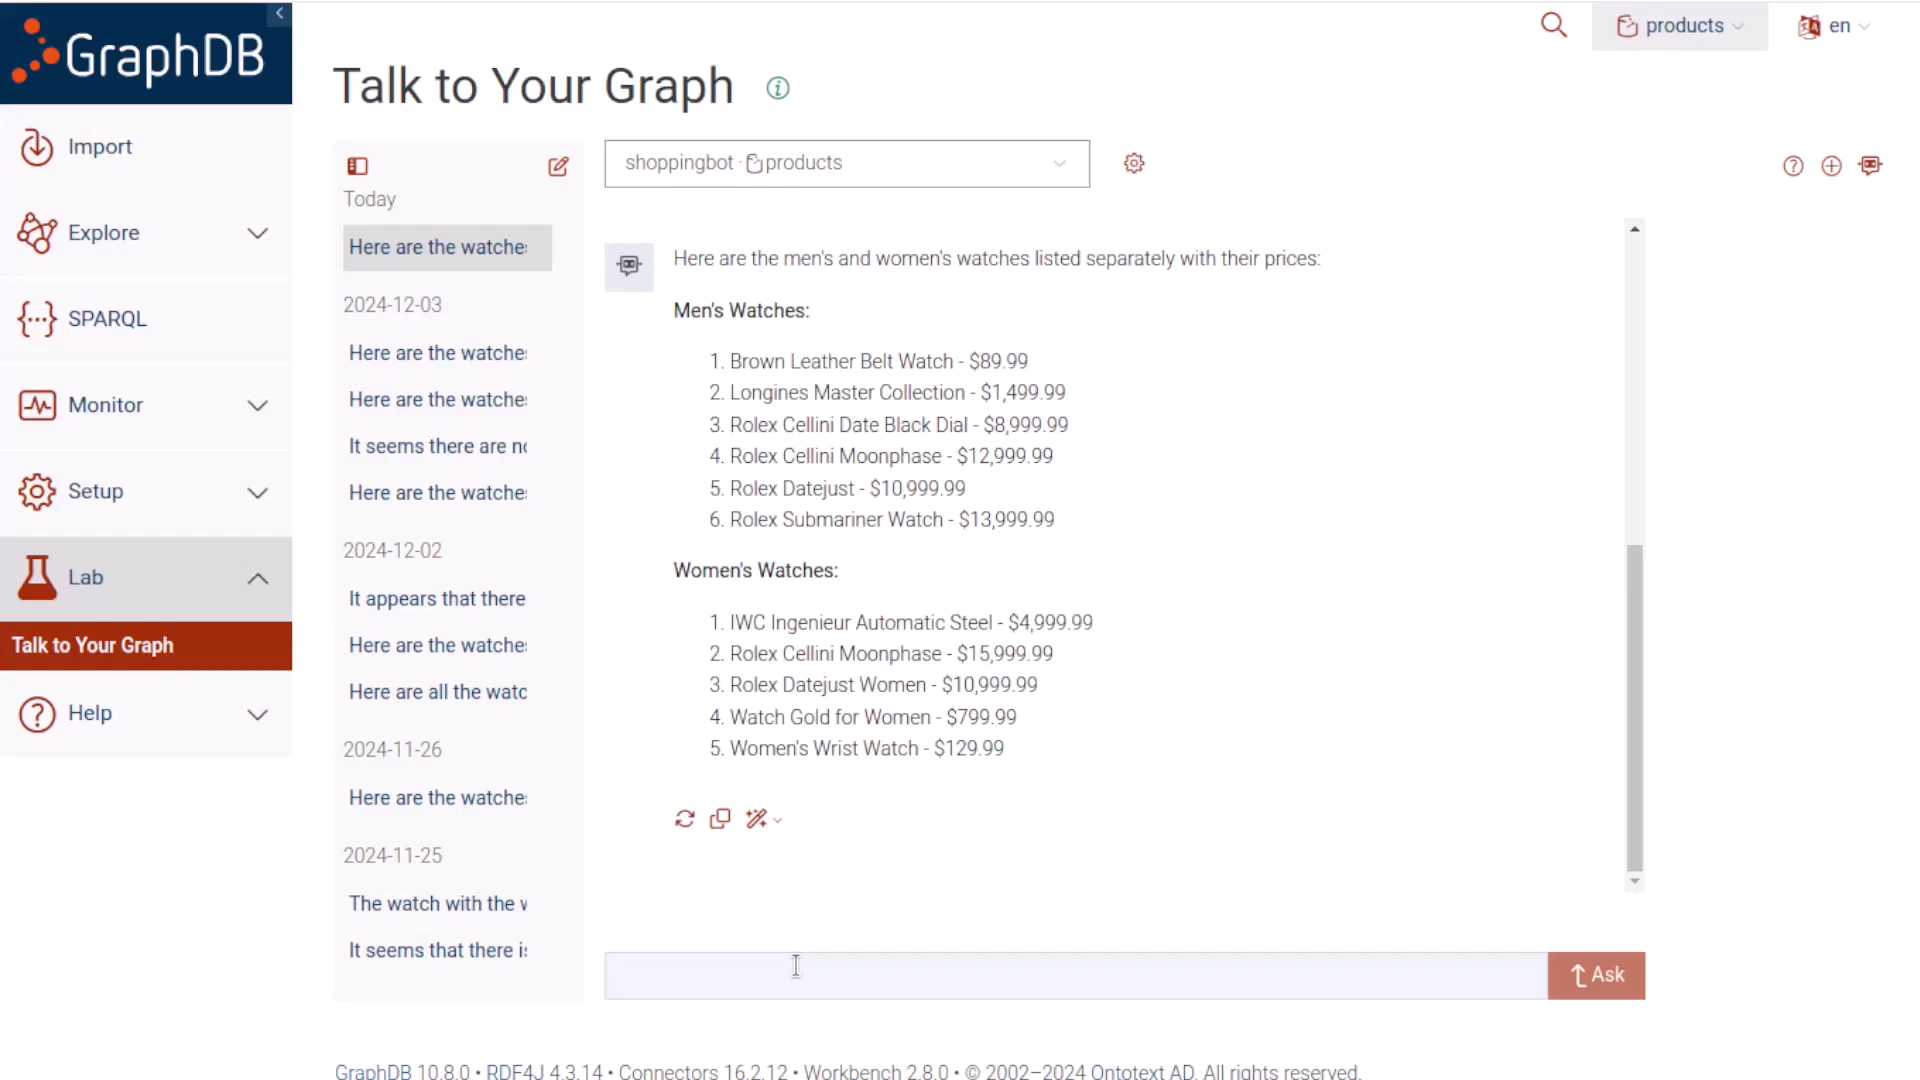 GraphDB
Import
Explore
SPARQL
Monitor
Setup
Lab
Talk to Your Graph
Help
products
en
Talk to Your Graph
Today
Here are the watche
2024-12-03
Here are the watche
Here are the watche
It seems there are
Here are the watche
2024-12-02
It appears that there
Here are the watche
Here are all the watc
2024-11-26
Here are the watche
2024-11-25
The watch with the
It seems that there
shoppingbot · products
Here are the men's and women's watches listed separately with their prices:
Men's Watches:
1. Brown Leather Belt Watch - $89.99
2. Longines Master Collection - $1,499.99
3. Rolex Cellini Date Black Dial - $8,999.99
4. Rolex Cellini Moonphase - $12,999.99
5. Rolex Datejust - $10,999.99
6. Rolex Submariner Watch - $13,999.99
Women's Watches:
1. IWC Ingenieur Automatic Steel - $4,999.99
2. Rolex Cellini Moonphase - $15,999.99
3. Rolex Datejust Women - $10,999.99
4. Watch Gold for Women - $799.99
5. Women's Wrist Watch - $129.99
Ask
GraphDB 10.8.0 • RDF4J 4.3.14 • Connectors 16.2.12 • Workbench 2.8.0 • © 2002–2024 Ontotext AD. All rights reserved.